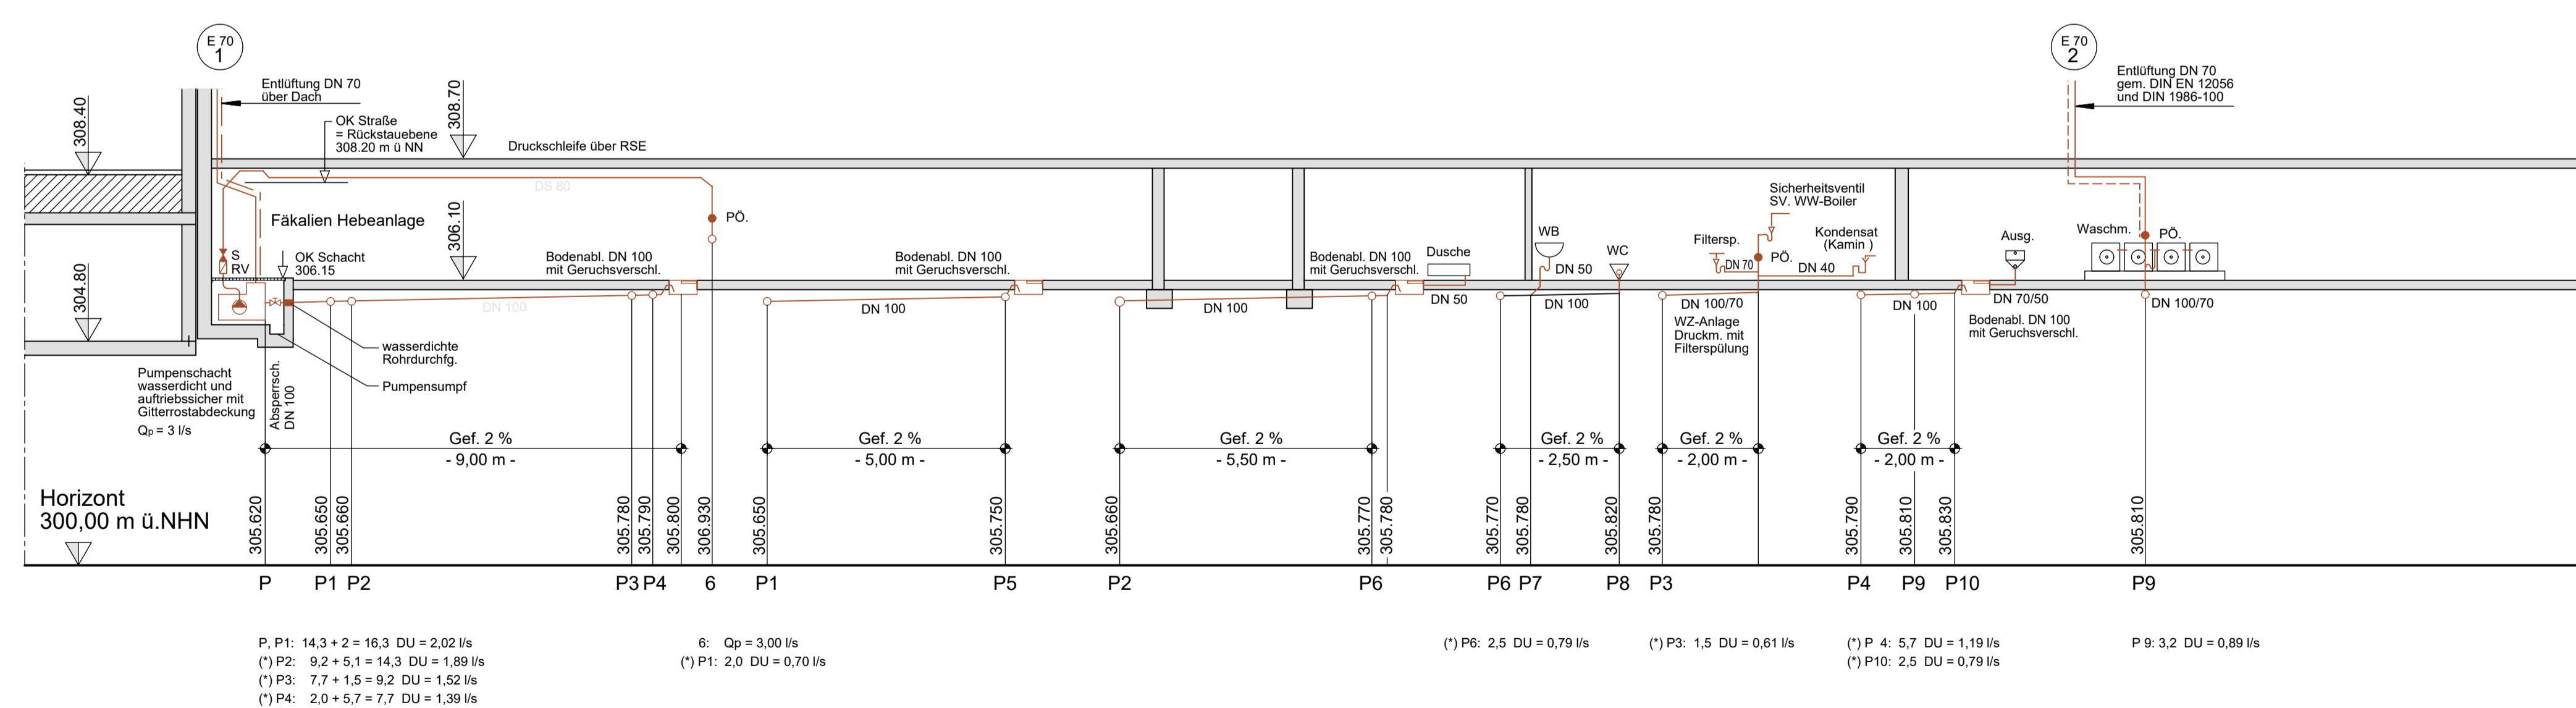 E 70
1
E 70
2
Entlüftung DN 70
über Dach
Entlüftung DN 70
gem. DIN EN 12056
und DIN 1986-100
308.40
308.70
OK Straße
= Rückstauebene
308.20 m ü NN
Druckschleife über RSE
DS 80
Sicherheitsventil
SV. WW-Boiler
Fäkalien Hebeanlage
306.10
PÖ.
WB
Filtersp.
Kondensat
(Kamin )
Ausg.
Waschm.
PÖ.
S
RV
OK Schacht
306.15
Bodenabl. DN 100
mit Geruchsverschl.
Bodenabl. DN 100
mit Geruchsverschl.
Bodenabl. DN 100
mit Geruchsverschl.
Dusche
WC
DN 50
DN 70
PÖ.
DN 40
304.80
DN 100
DN 100
DN 100
DN 50
DN 100
DN 100/70
DN 100
DN 70/50
DN 100/70
WZ-Anlage
Druckm. mit
Filterspülung
Bodenabl. DN 100
mit Geruchsverschl.
wasserdichte
Rohrdurchfg.
Pumpensumpf
Pumpenschacht
wasserdicht und
auftriebssicher mit
Gitterrostabdeckung
Qp = 3 l/s
Absperrsch.
DN 100
Gef. 2 %
- 9,00 m -
Gef. 2 %
- 5,00 m -
Gef. 2 %
- 5,50 m -
Gef. 2 %
- 2,50 m -
Gef. 2 %
- 2,00 m -
Gef. 2 %
- 2,00 m -
Horizont
300,00 m ü.NHN
305.620
305.650
305.660
305.780
305.790
305.800
306.930
305.650
305.750
305.660
305.770
305.780
305.770
305.780
305.820
305.780
305.790
305.810
305.830
305.810
P P1 P2 P3 P4 6 P1 P5 P2 P6 P6 P7 P8 P3 P4 P9 P10 P9
P, P1: 14,3 + 2 = 16,3 DU = 2,02 l/s
(*) P2: 9,2 + 5,1 = 14,3 DU = 1,89 l/s
(*) P3: 7,7 + 1,5 = 9,2 DU = 1,52 l/s
(*) P4: 2,0 + 5,7 = 7,7 DU = 1,39 l/s
6: Qp = 3,00 l/s
(*) P1: 2,0 DU = 0,70 l/s
(*) P6: 2,5 DU = 0,79 l/s
(*) P3: 1,5 DU = 0,61 l/s
(*) P 4: 5,7 DU = 1,19 l/s
(*) P10: 2,5 DU = 0,79 l/s
P 9: 3,2 DU = 0,89 l/s